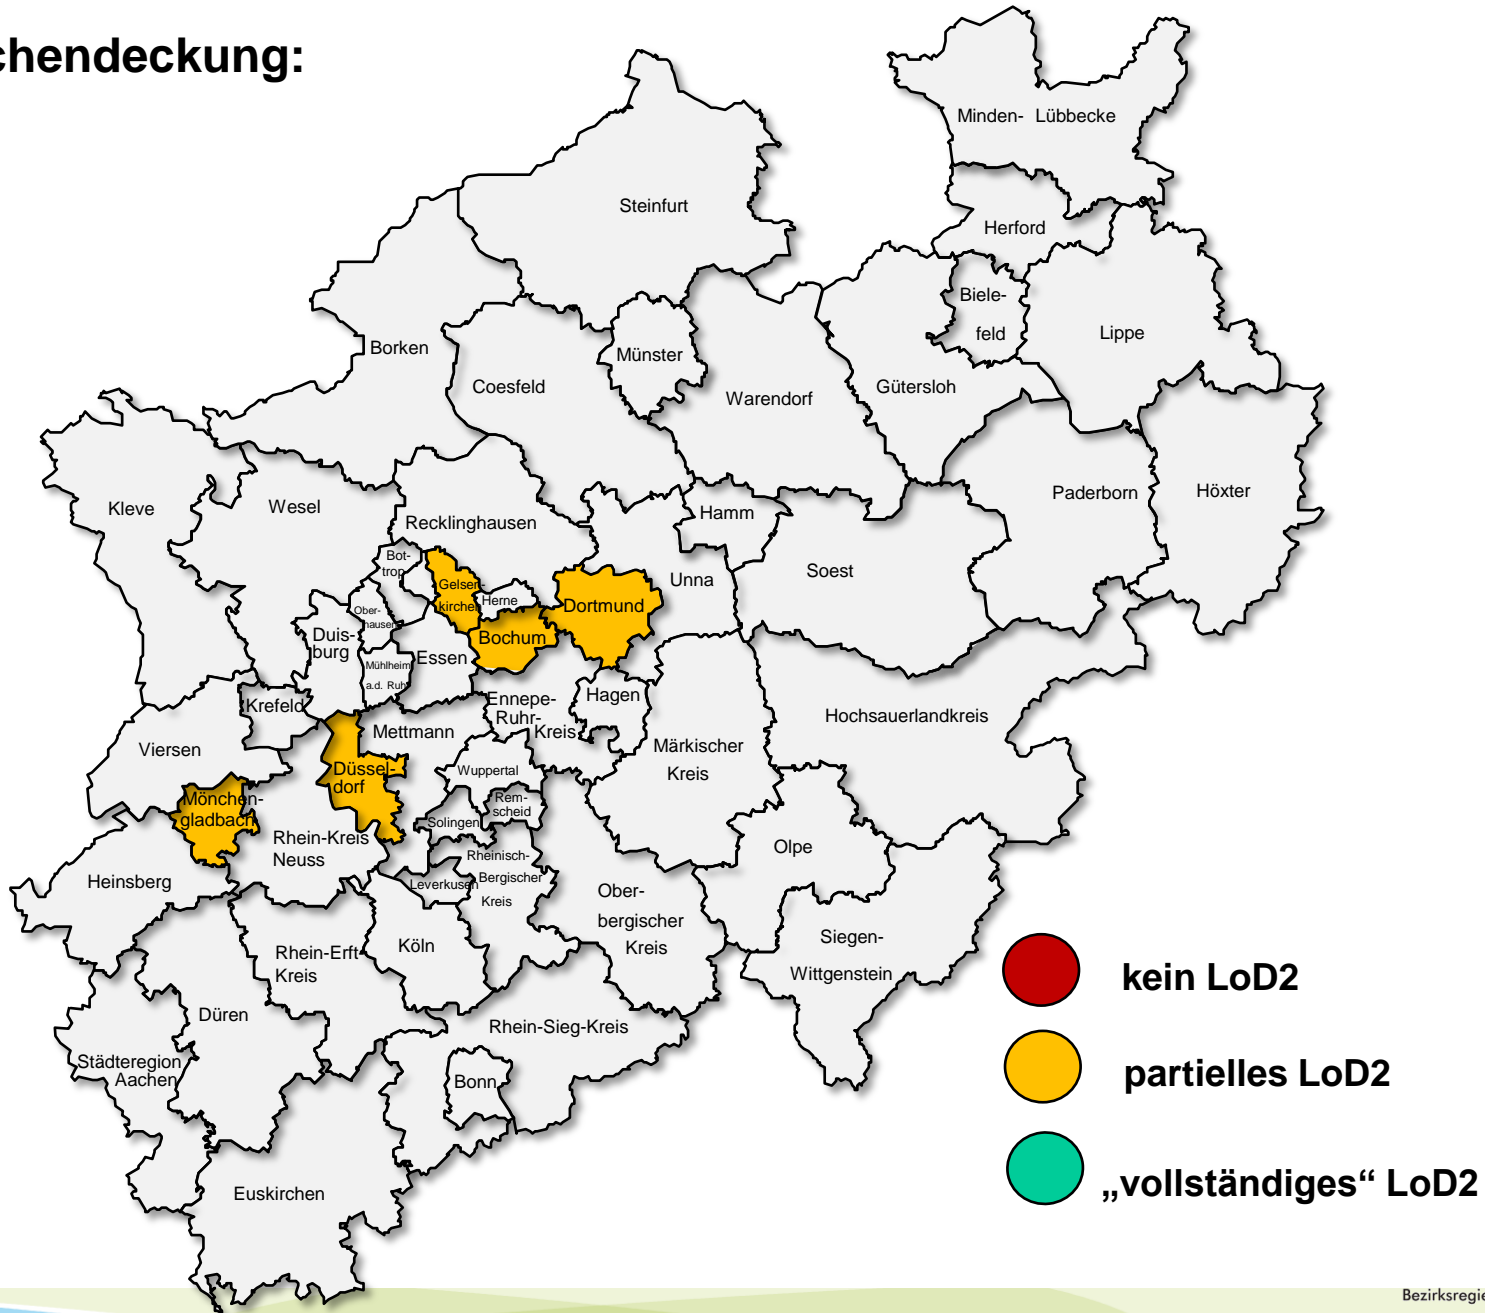 chendeckung:
Minden- Lübbecke
Steinfurt
Herford
Biele-
feld
Lippe
Borken
Münster
Coesfeld
Warendorf
Gütersloh
Kleve
Wesel
Recklinghausen
Hamm
Paderborn
Höxter
Bot-
trop
Gelsen-
kirchen
Herne
Dortmund
Unna
Soest
Ober-
hausen
Duis-
burg
Bochum
Essen
Mühlheim
a.d. Ruhr
Krefeld
Ennepe-
Ruhr-
Kreis
Hagen
Hochsauerlandkreis
Viersen
Mettmann
Märkischer
Kreis
Düssel-
dorf
Wuppertal
Mönchen-
gladbach
Rem-
scheid
Solingen
Rhein-Kreis
Neuss
Rheinisch-
Bergischer
Kreis
Olpe
Heinsberg
Leverkusen
Ober-
bergischer
Kreis
Köln
Rhein-Erft-
Kreis
Siegen-
Wittgenstein
kein LoD2
Düren
Rhein-Sieg-Kreis
Städteregion
Aachen
Bonn
partielles LoD2
Euskirchen
„vollständiges“ LoD2
Bezirksregie